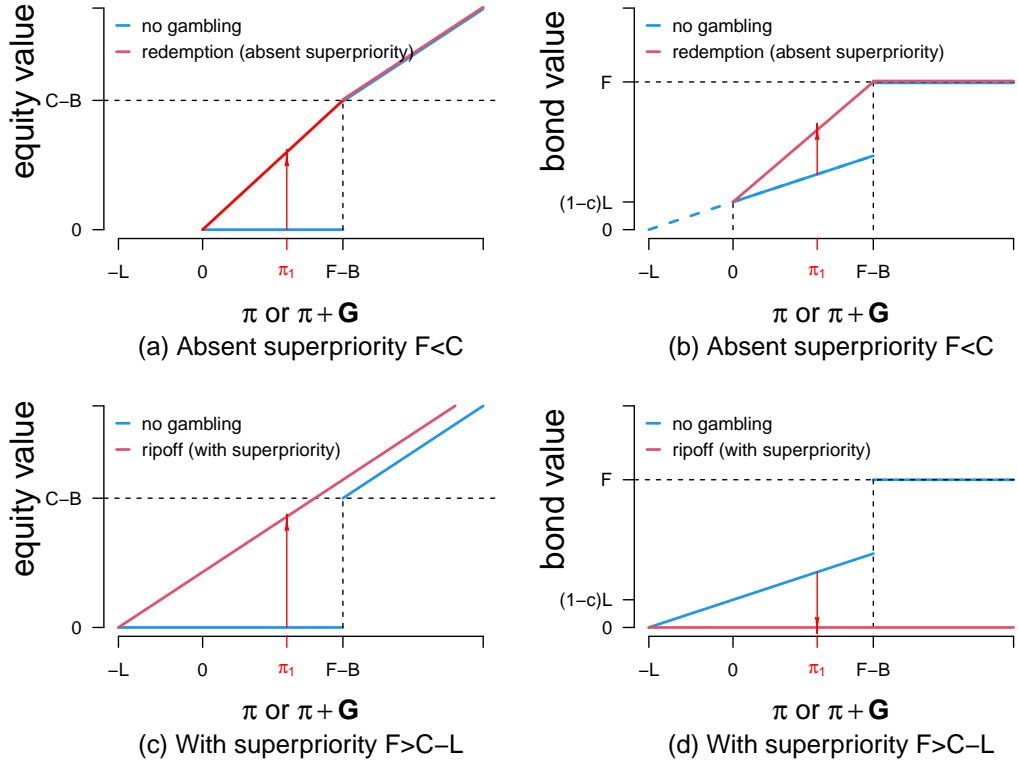 equity value
no gambling
redemption (absent superpriority)
C−B
0
−L
0
π1
F−B
π or π + G
(a) Absent superpriority F<C
bond value
no gambling
redemption (absent superpriority)
F
(1−c)L
0
−L
0
π1
F−B
π or π + G
(b) Absent superpriority F<C
equity value
no gambling
ripoff (with superpriority)
C−B
0
−L
0
π1
F−B
π or π + G
(c) With superpriority F>C−L
bond value
no gambling
ripoff (with superpriority)
F
(1−c)L
0
−L
0
π1
F−B
π or π + G
(d) With superpriority F>C−L